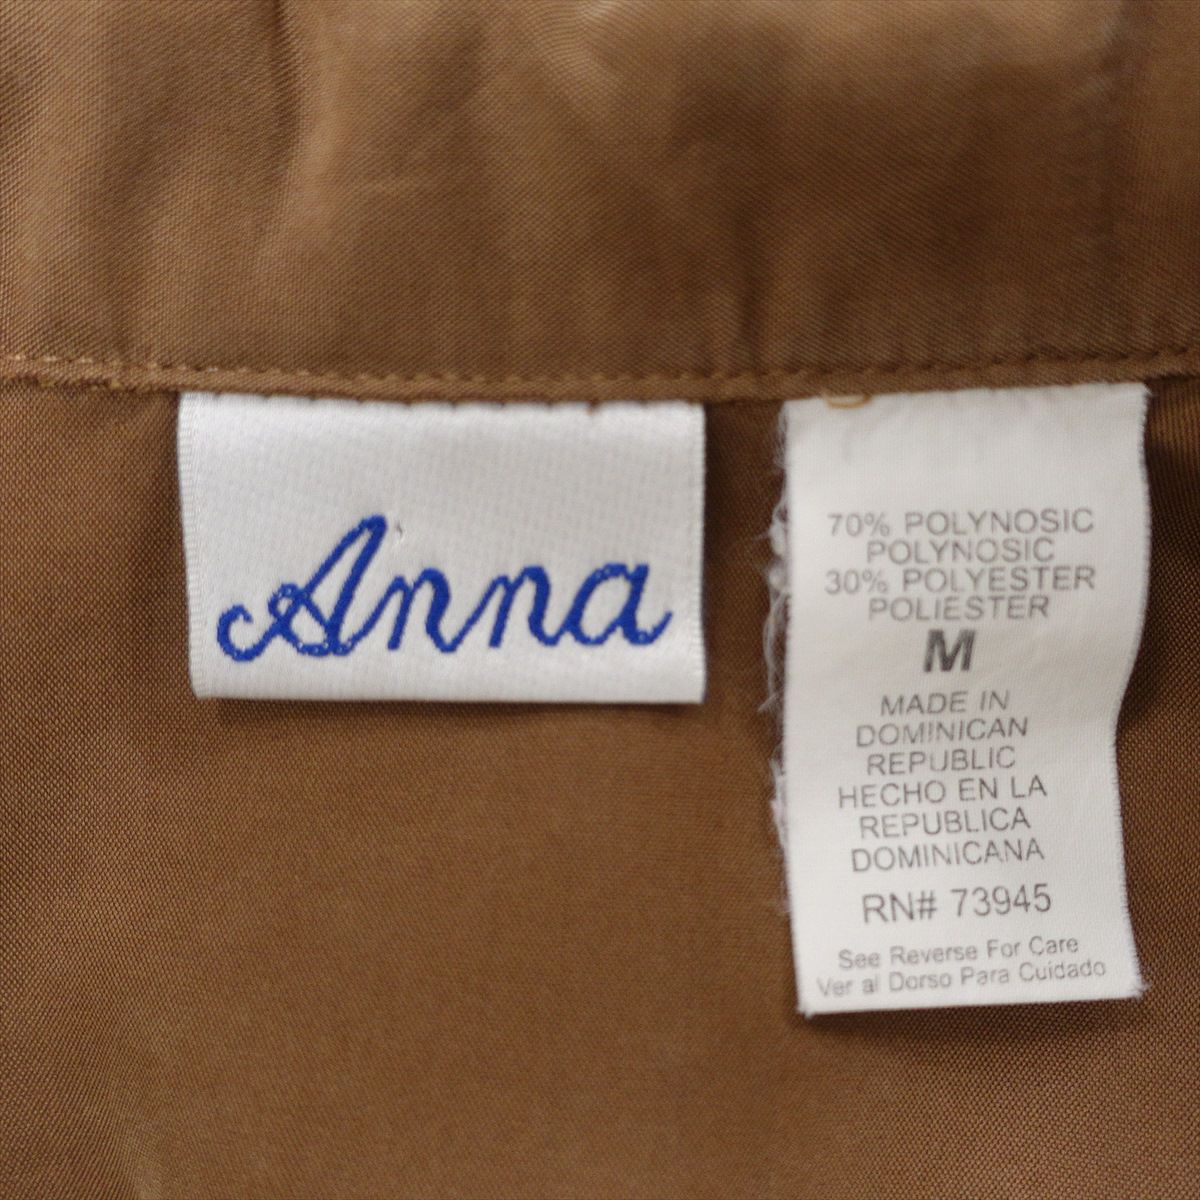 Anna
70% POLYNOSIC
POLYNOSIC
30% POLYESTER
POLIESTER
M
MADE IN
DOMINICAN
REPUBLIC
HECHO EN LA
REPUBLICA
DOMINICANA
RN# 73945
See Reverse For Care
Ver al Dorso Para Cuidado